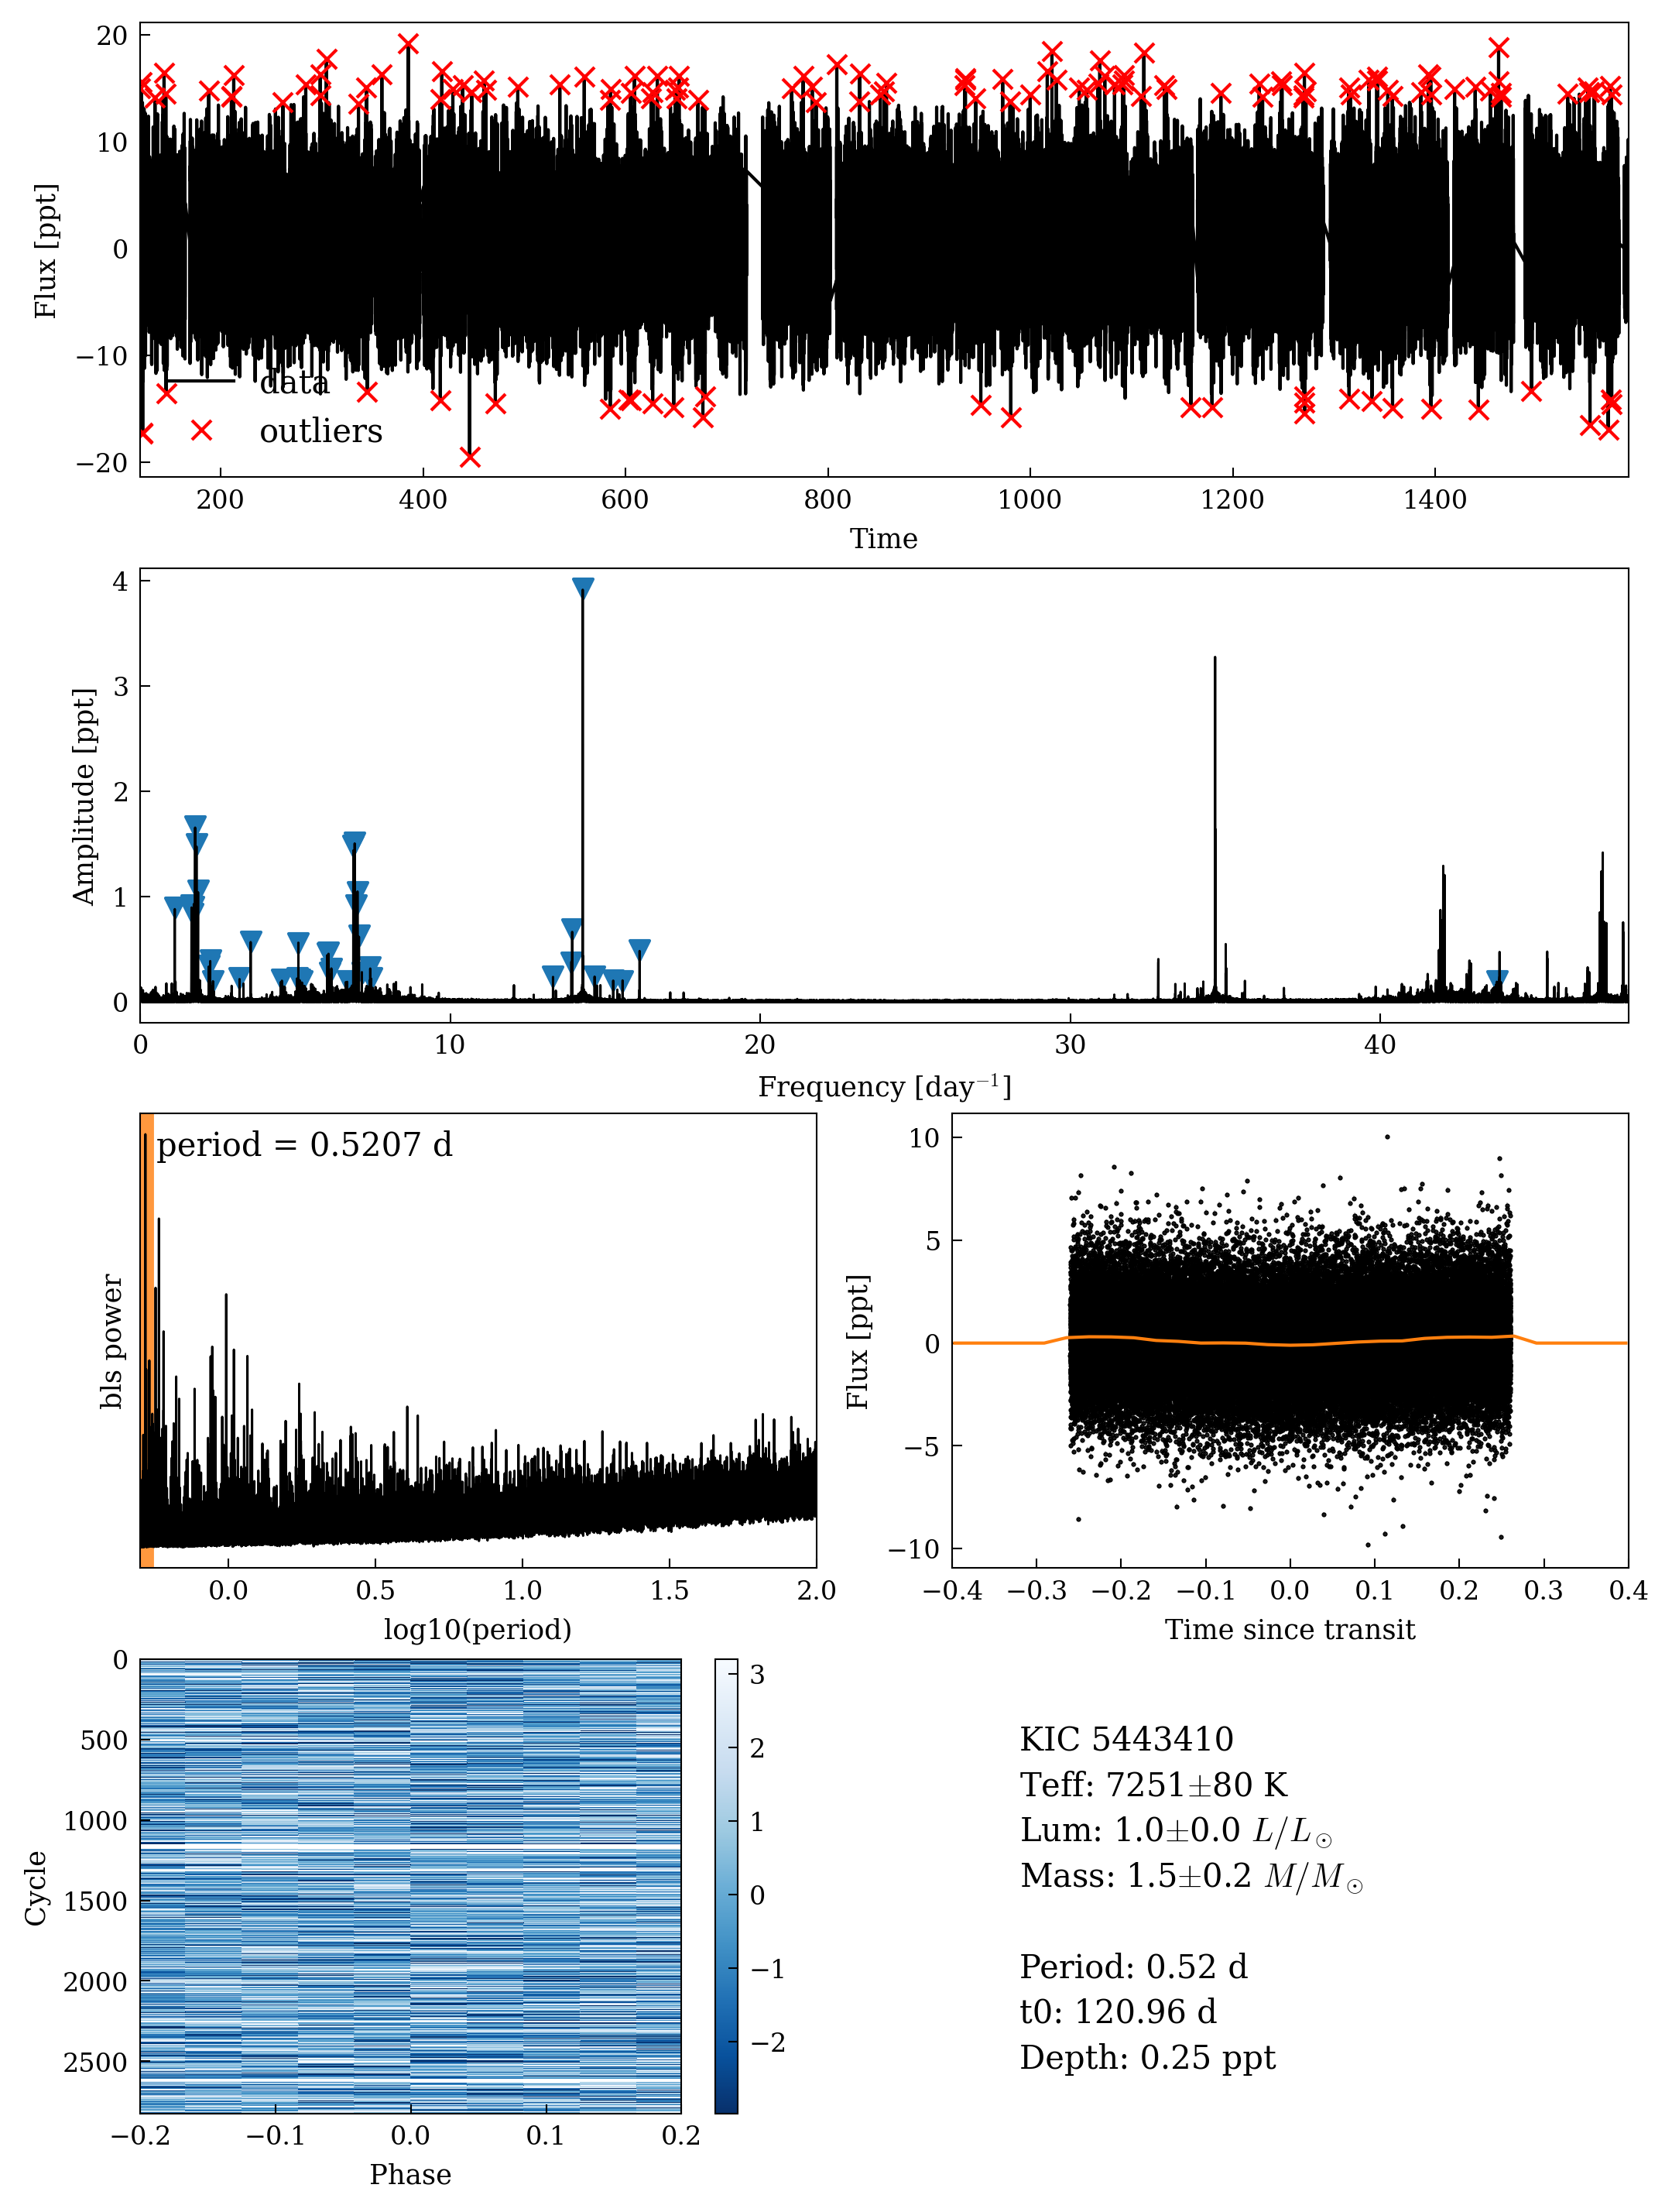 20
10
0
−10
−20
Flux [ppt]
data
outliers
200 400 600 800 1000 1200 1400
Time
4
3
2
1
0
Amplitude [ppt]
0 10 20 30 40
Frequency [day⁻¹]
period = 0.5207 d
bls power
0.0 0.5 1.0 1.5 2.0
log10(period)
10
5
0
−5
−10
Flux [ppt]
−0.4 −0.3 −0.2 −0.1 0.0 0.1 0.2 0.3 0.4
Time since transit
0
500
1000
1500
2000
2500
Cycle
−0.2 −0.1 0.0 0.1 0.2
Phase
3
2
1
0
−1
−2
KIC 5443410
Teff: 7251±80 K
Lum: 1.0±0.0 L/L⊙
Mass: 1.5±0.2 M/M⊙
Period: 0.52 d
t0: 120.96 d
Depth: 0.25 ppt